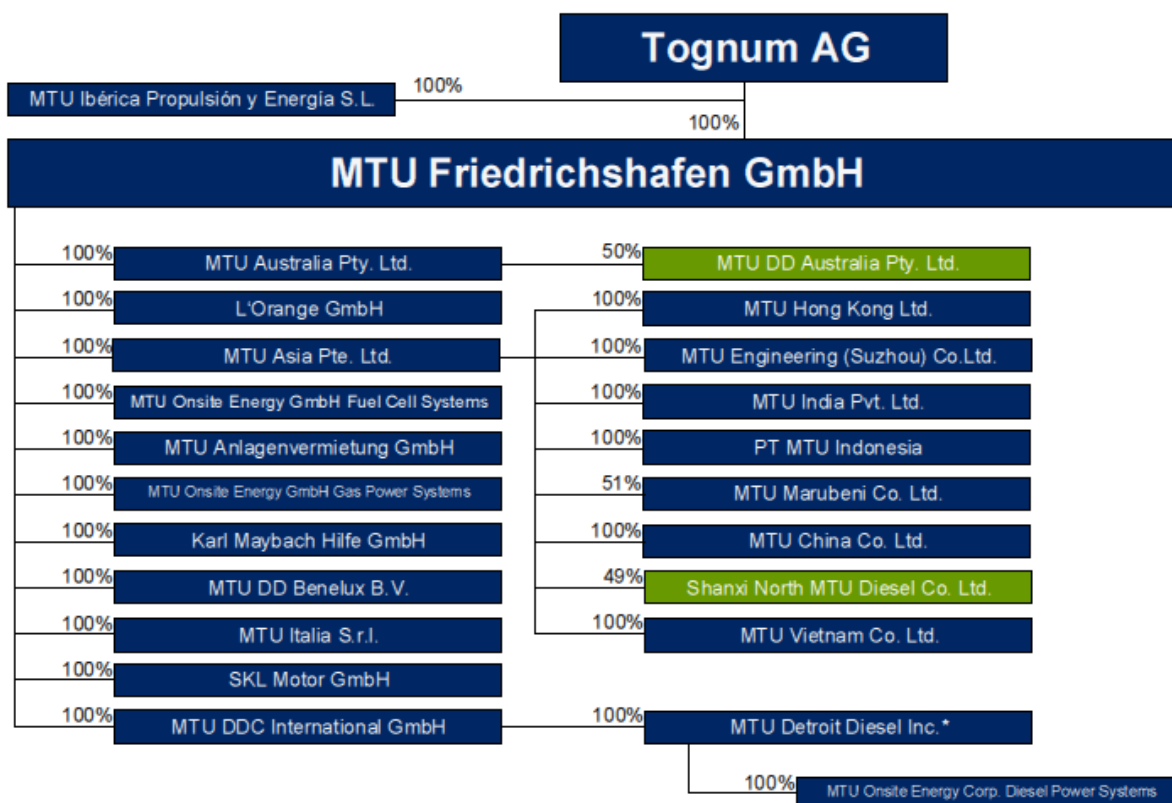 Tognum AG
100%
MTU Ibérica Propulsión y Energía S.L.
100%
MTU Friedrichshafen GmbH
100% MTU Australia Pty. Ltd. 50% MTU DD Australia Pty. Ltd.
100% L'Orange GmbH 100% MTU Hong Kong Ltd.
100% MTU Asia Pte. Ltd. 100% MTU Engineering (Suzhou) Co.Ltd.
100% MTU Onsite Energy GmbH Fuel Cell Systems 100% MTU India Pvt. Ltd.
100% MTU Anlagenvermietung GmbH 100% PT MTU Indonesia
100% MTU Onsite Energy GmbH Gas Power Systems 51% MTU Marubeni Co. Ltd.
100% Karl Maybach Hilfe GmbH 100% MTU China Co. Ltd.
100% MTU DD Benelux B.V. 49% Shanxi North MTU Diesel Co. Ltd.
100% MTU Italia S.r.l. 100% MTU Vietnam Co. Ltd.
100% SKL Motor GmbH
100% MTU DDC International GmbH 100% MTU Detroit Diesel Inc.*
100% MTU Onsite Energy Corp. Diesel Power Systems